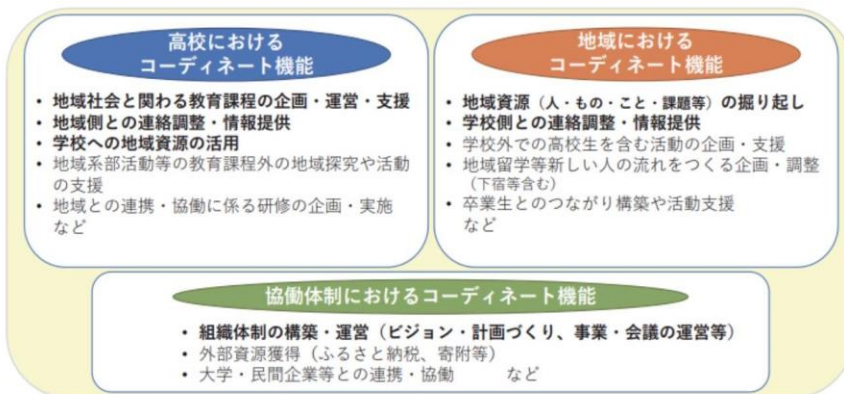 高校における
コーディネート機能
• 地域社会と関わる教育課程の企画・運営・支援
• 地域側との連絡調整・情報提供
• 学校への地域資源の活用
• 地域系部活動等の教育課程外の地域探究や活動
の支援
• 地域との連携・協働に係る研修の企画・実施
など
地域における
コーディネート機能
• 地域資源（人・もの・こと・課題等）の掘り起し
• 学校側との連絡調整・情報提供
• 学校外での高校生を含む活動の企画・支援
• 地域留学等新しい人の流れをつくる企画・調整
（下宿等含む）
• 卒業生とのつながり構築や活動支援
など
協働体制におけるコーディネート機能
• 組織体制の構築・運営（ビジョン・計画づくり、事業・会議の運営等）
• 外部資源獲得（ふるさと納税、寄附等）
• 大学・民間企業等との連携・協働 など